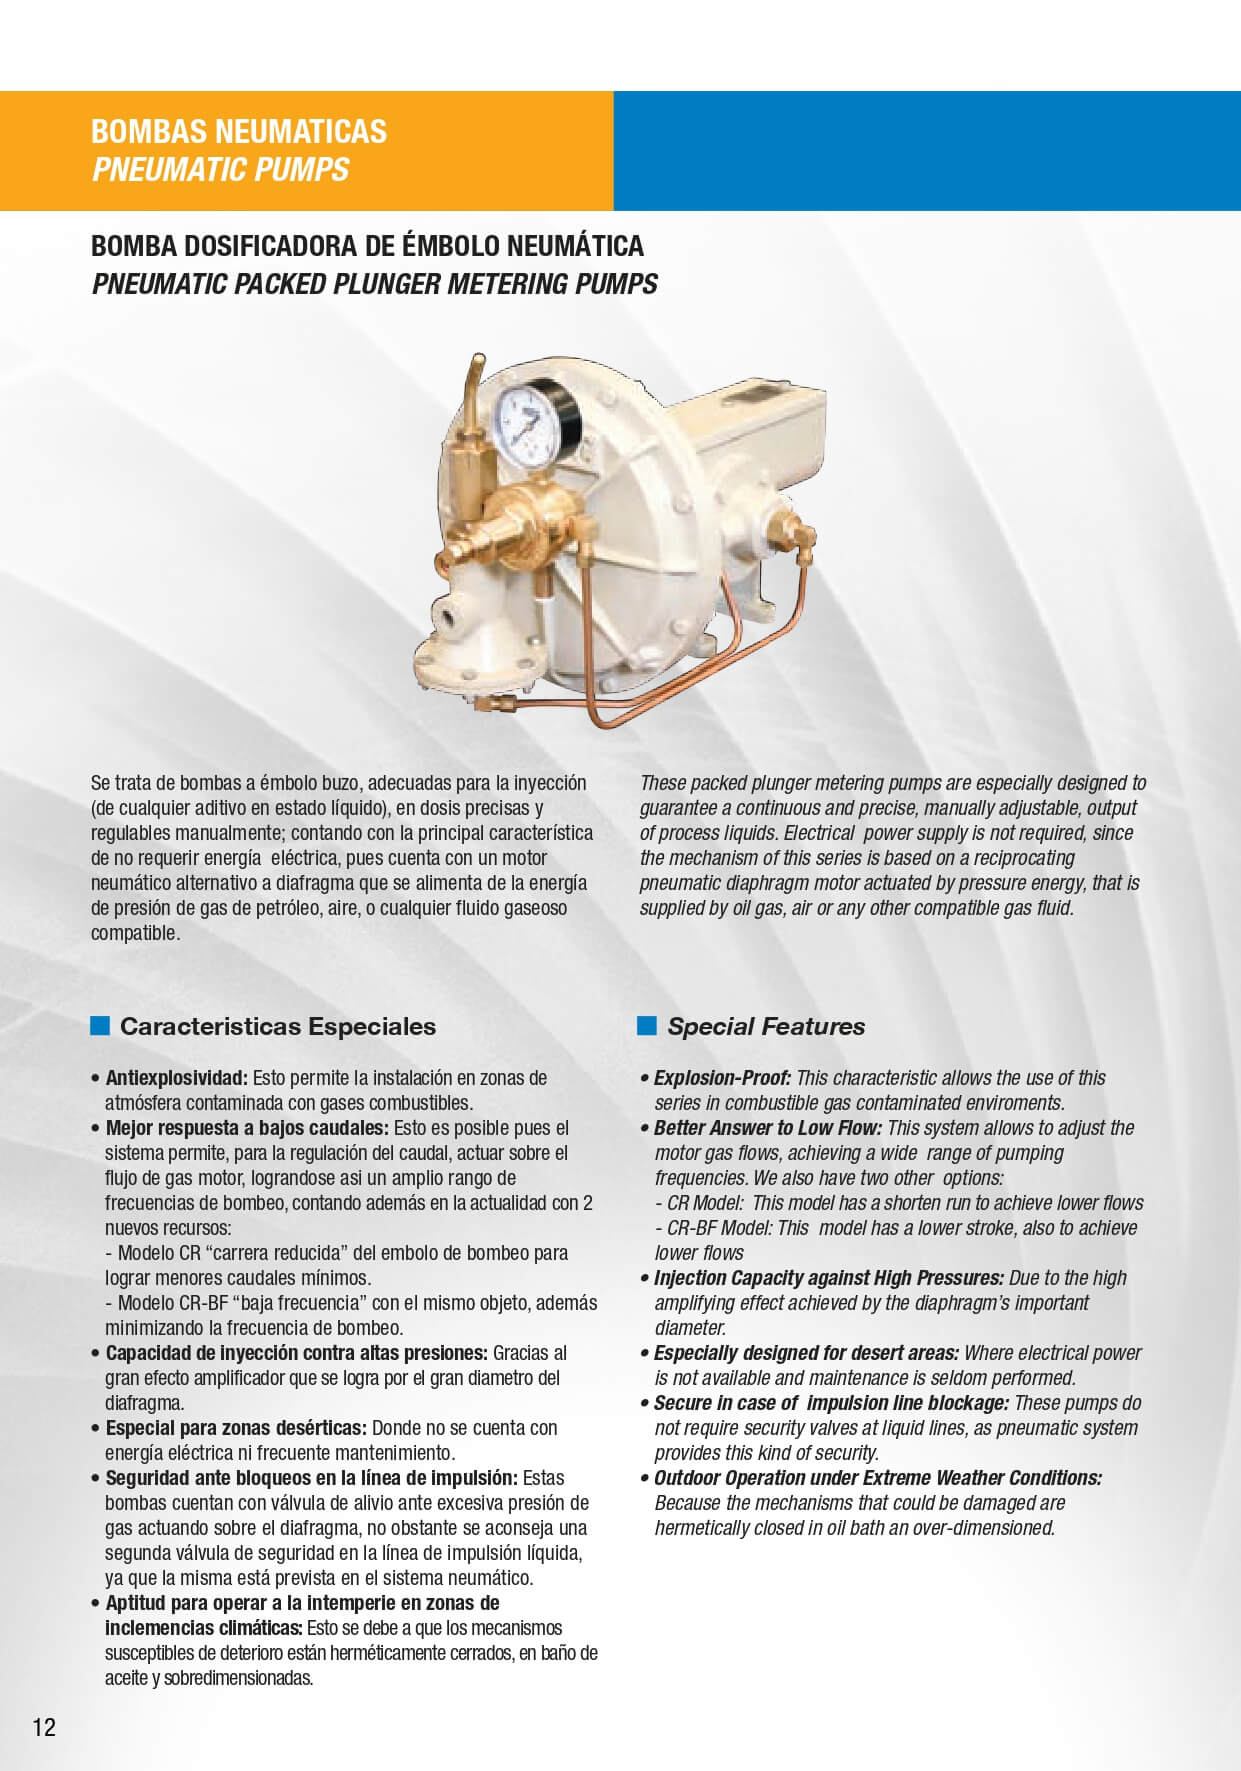 BOMBAS NEUMATICAS
PNEUMATIC PUMPS
BOMBA DOSIFICADORA DE ÉMBOLO NEUMÁTICA
PNEUMATIC PACKED PLUNGER METERING PUMPS
Se trata de bombas a émbolo buzo, adecuadas para la inyección
(de cualquier aditivo en estado líquido), en dosis precisas y
regulables manualmente; contando con la principal característica
de no requerir energía eléctrica, pues cuenta con un motor
neumático alternativo a diafragma que se alimenta de la energía
de presión de gas de petróleo, aire, o cualquier fluido gaseoso
compatible.
These packed plunger metering pumps are especially designed to
guarantee a continuous and precise, manually adjustable, output
of process liquids. Electrical power supply is not required, since
the mechanism of this series is based on a reciprocating
pneumatic diaphragm motor actuated by pressure energy, that is
supplied by oil gas, air or any other compatible gas fluid.
Caracteristicas Especiales
• Antiexplosividad: Esto permite la instalación en zonas de
atmósfera contaminada con gases combustibles.
• Mejor respuesta a bajos caudales: Esto es posible pues el
sistema permite, para la regulación del caudal, actuar sobre el
flujo de gas motor, lograndose asi un amplio rango de
frecuencias de bombeo, contando además en la actualidad con 2
nuevos recursos:
- Modelo CR “carrera reducida” del embolo de bombeo para
lograr menores caudales mínimos.
- Modelo CR-BF “baja frecuencia” con el mismo objeto, además
minimizando la frecuencia de bombeo.
• Capacidad de inyección contra altas presiones: Gracias al
gran efecto amplificador que se logra por el gran diametro del
diafragma.
• Especial para zonas desérticas: Donde no se cuenta con
energía eléctrica ni frecuente mantenimiento.
• Seguridad ante bloqueos en la línea de impulsión: Estas
bombas cuentan con válvula de alivio ante excesiva presión de
gas actuando sobre el diafragma, no obstante se aconseja una
segunda válvula de seguridad en la línea de impulsión líquida,
ya que la misma está prevista en el sistema neumático.
• Aptitud para operar a la intemperie en zonas de
inclemencias climáticas: Esto se debe a que los mecanismos
susceptibles de deterioro están herméticamente cerrados, en baño de
aceite y sobredimensionadas.
Special Features
• Explosion-Proof: This characteristic allows the use of this
series in combustible gas contaminated enviroments.
• Better Answer to Low Flow: This system allows to adjust the
motor gas flows, achieving a wide range of pumping
frequencies. We also have two other options:
- CR Model: This model has a shorten run to achieve lower flows
- CR-BF Model: This model has a lower stroke, also to achieve
lower flows
• Injection Capacity against High Pressures: Due to the high
amplifying effect achieved by the diaphragm’s important
diameter.
• Especially designed for desert areas: Where electrical power
is not available and maintenance is seldom performed.
• Secure in case of impulsion line blockage: These pumps do
not require security valves at liquid lines, as pneumatic system
provides this kind of security.
• Outdoor Operation under Extreme Weather Conditions:
Because the mechanisms that could be damaged are
hermetically closed in oil bath an over-dimensioned.
12